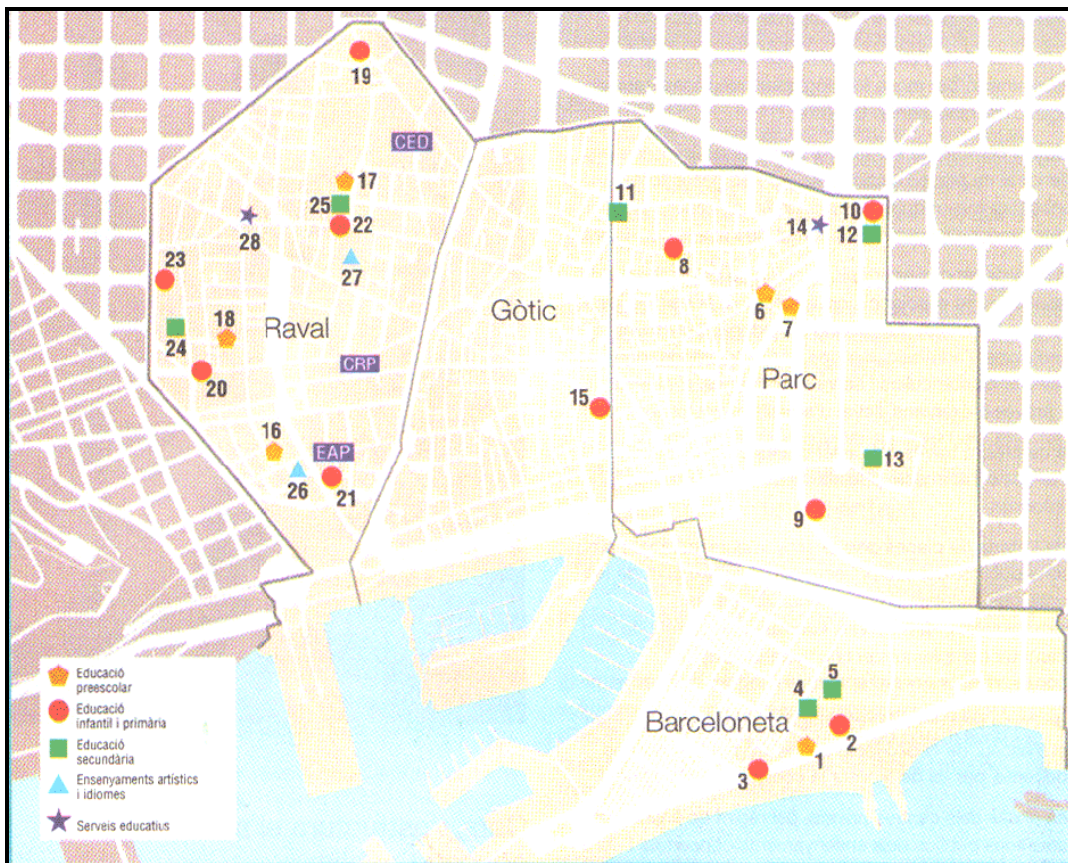 19
CED
17
25
22
28
27
23
18
Raval
24
20
CRP
16
EAP
26
21
Gòtic
15
11
8
14
10
12
6
7
Parc
13
9
5
4
Barceloneta
2
1
3
Educació
preescolar
Educació
infantil i primària
Educació
secundària
Ensenyaments artístics
i idiomes
Serveis educatius